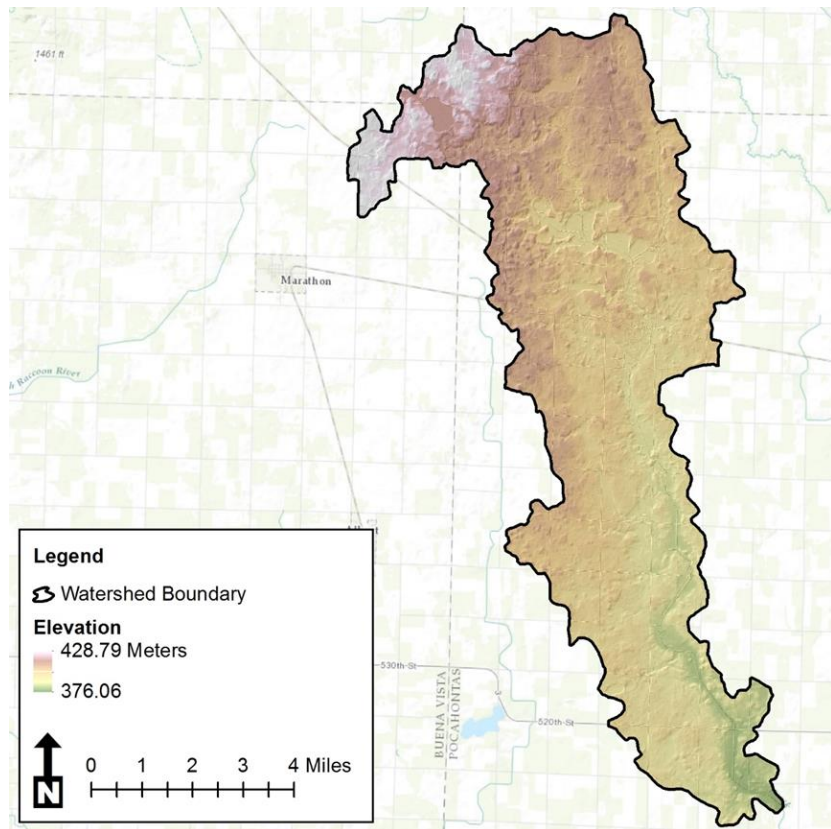 1461 ft
Marathon
Raccoon River
Legend
Watershed Boundary
Elevation
428.79 Meters
376.06
N
0 1 2 3 4 Miles
530th St
3
520th St
BUENA VISTA
POCAHONTAS